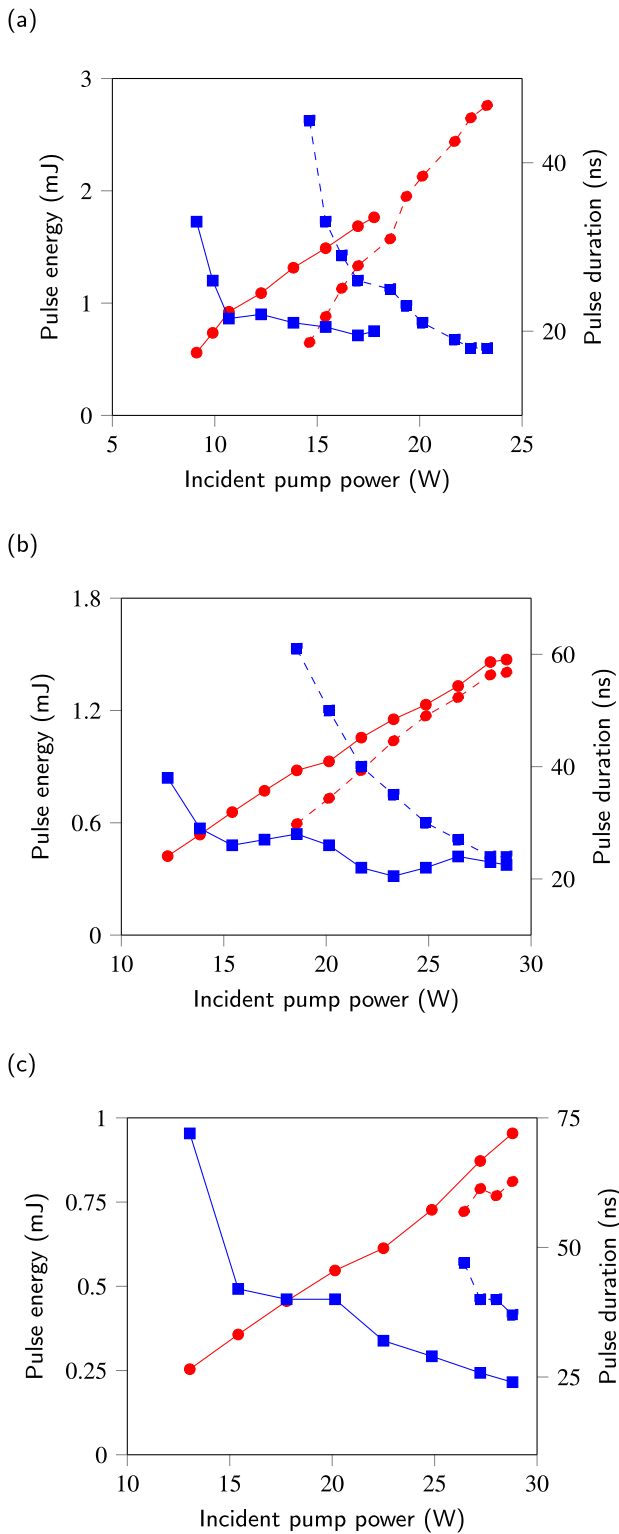 (a)
3
2
1
0
Pulse energy (mJ)
40
20
Pulse duration (ns)
5 10 15 20 25
Incident pump power (W)
(b)
1.8
1.2
0.6
0
Pulse energy (mJ)
60
40
20
Pulse duration (ns)
10 15 20 25 30
Incident pump power (W)
(c)
1
0.75
0.5
0.25
0
Pulse energy (mJ)
75
50
25
Pulse duration (ns)
10 15 20 25 30
Incident pump power (W)